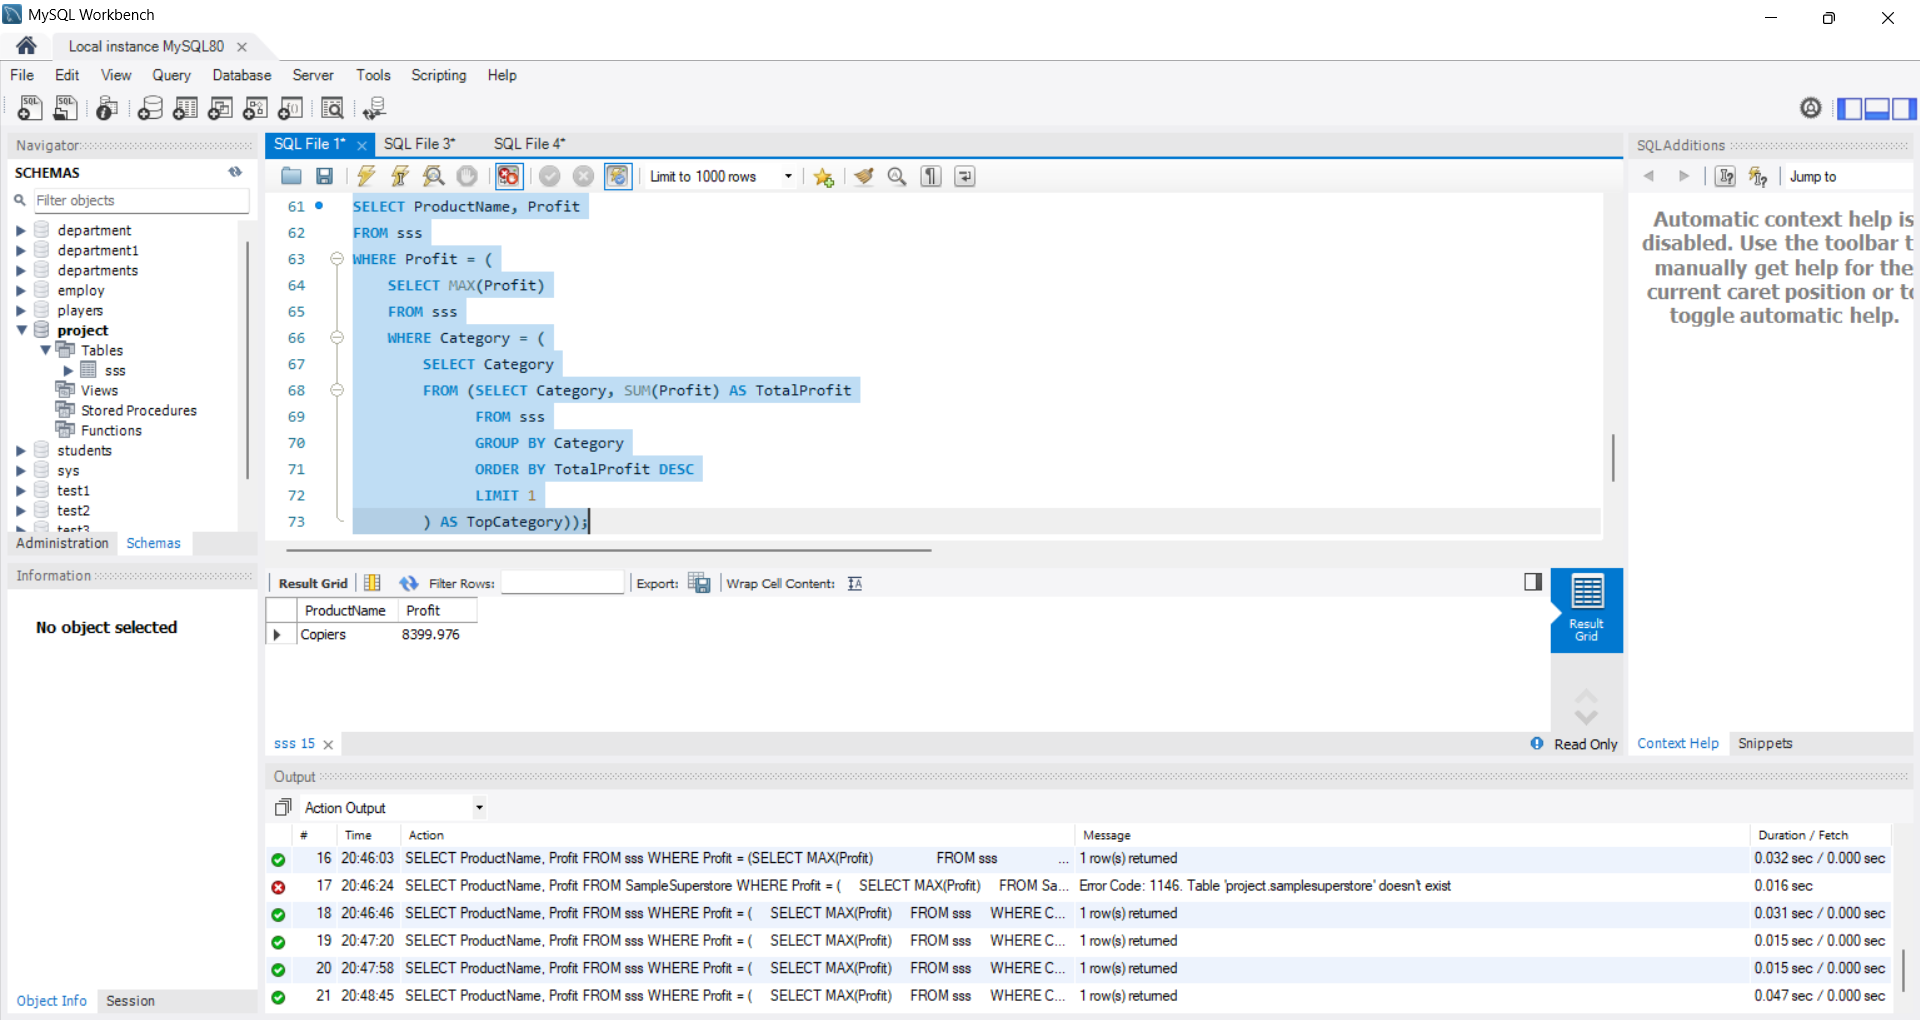 MySQL Workbench
Local instance MySQL80
File Edit View Query Database Server Tools Scripting Help
Navigator
SCHEMAS
Filter objects
department
department1
departments
employ
players
project
Tables
sss
Views
Stored Procedures
Functions
students
sys
test1
test2
test3
Administration Schemas
Information
No object selected
Object Info Session
SQL File 1* SQL File 3* SQL File 4*
Limit to 1000 rows
61 SELECT ProductName, Profit
62 FROM sss
63 WHERE Profit = (
64 SELECT MAX(Profit)
65 FROM sss
66 WHERE Category = (
67 SELECT Category
68 FROM (SELECT Category, SUM(Profit) AS TotalProfit
69 FROM sss
70 GROUP BY Category
71 ORDER BY TotalProfit DESC
72 LIMIT 1
73 ) AS TopCategory));
Result Grid Filter Rows: Export: Wrap Cell Content:
ProductName Profit
Copiers 8399.976
Result
Grid
sss 15 Read Only
SQLAdditions
Jump to
Automatic context help is
disabled. Use the toolbar t
manually get help for the
current caret position or to
toggle automatic help.
Context Help Snippets
Output
Action Output
# Time Action Message Duration / Fetch
16 20:46:03 SELECT ProductName, Profit FROM sss WHERE Profit = (SELECT MAX(Profit) FROM sss ... 1 row(s) returned 0.032 sec / 0.000 sec
17 20:46:24 SELECT ProductName, Profit FROM SampleSuperstore WHERE Profit = ( SELECT MAX(Profit) FROM Sa... Error Code: 1146. Table 'project.samplesuperstore' doesn't exist 0.016 sec
18 20:46:46 SELECT ProductName, Profit FROM sss WHERE Profit = ( SELECT MAX(Profit) FROM sss WHERE C... 1 row(s) returned 0.031 sec / 0.000 sec
19 20:47:20 SELECT ProductName, Profit FROM sss WHERE Profit = ( SELECT MAX(Profit) FROM sss WHERE C... 1 row(s) returned 0.015 sec / 0.000 sec
20 20:47:58 SELECT ProductName, Profit FROM sss WHERE Profit = ( SELECT MAX(Profit) FROM sss WHERE C... 1 row(s) returned 0.015 sec / 0.000 sec
21 20:48:45 SELECT ProductName, Profit FROM sss WHERE Profit = ( SELECT MAX(Profit) FROM sss WHERE C... 1 row(s) returned 0.047 sec / 0.000 sec